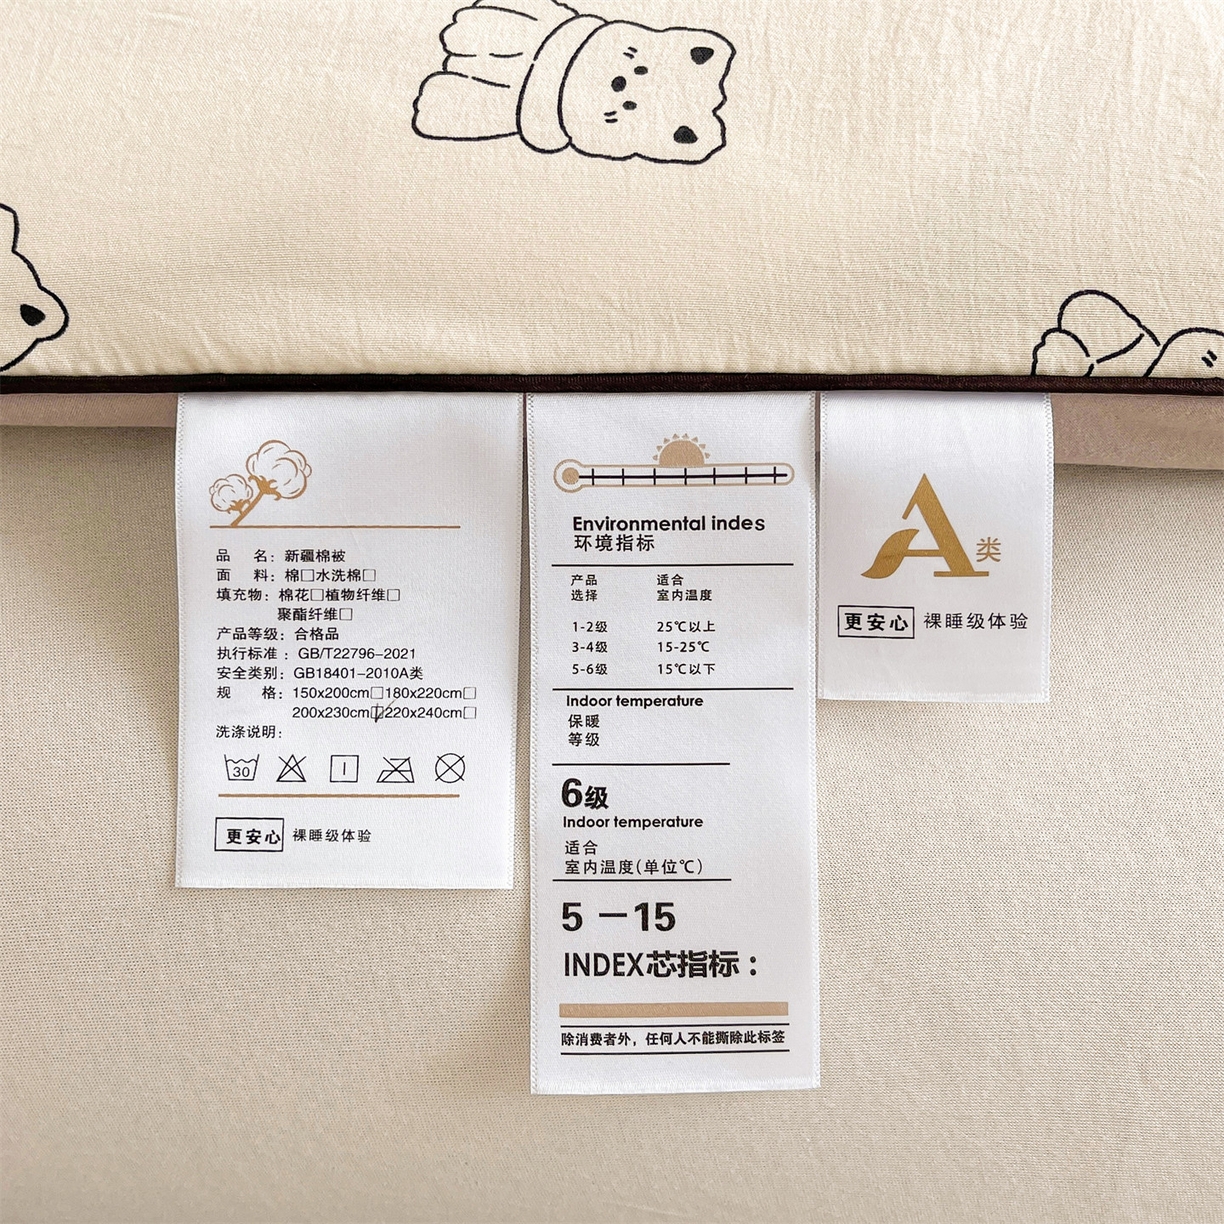 品 名：新疆棉被
面 料：棉□水洗棉□
填充物：棉花□植物纤维□
聚酯纤维□
产品等级：合格品
执行标准：GB/T22796-2021
安全类别：GB18401-2010A类
规 格：150x200cm□180x220cm□
200x230cm☑220x240cm□
洗涤说明：
30
更安心 裸睡级体验
Environmental indes
环境指标
产品 适合
选择 室内温度
1-2级 25℃以上
3-4级 15-25℃
5-6级 15℃以下
Indoor temperature
保暖
等级
6级
Indoor temperature
适合
室内温度(单位℃)
5 —15
INDEX芯指标：
除消费者外，任何人不能撕除此标签
A类
更安心 裸睡级体验